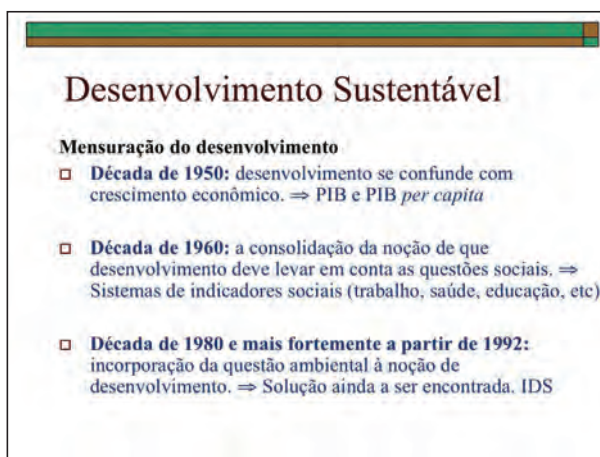 Desenvolvimento Sustentável
Mensuração do desenvolvimento
Década de 1950: desenvolvimento se confunde com
crescimento econômico. ⇒ PIB e PIB per capita
Década de 1960: a consolidação da noção de que
desenvolvimento deve levar em conta as questões sociais. ⇒
Sistemas de indicadores sociais (trabalho, saúde, educação, etc)
Década de 1980 e mais fortemente a partir de 1992:
incorporação da questão ambiental à noção de
desenvolvimento. ⇒ Solução ainda a ser encontrada. IDS